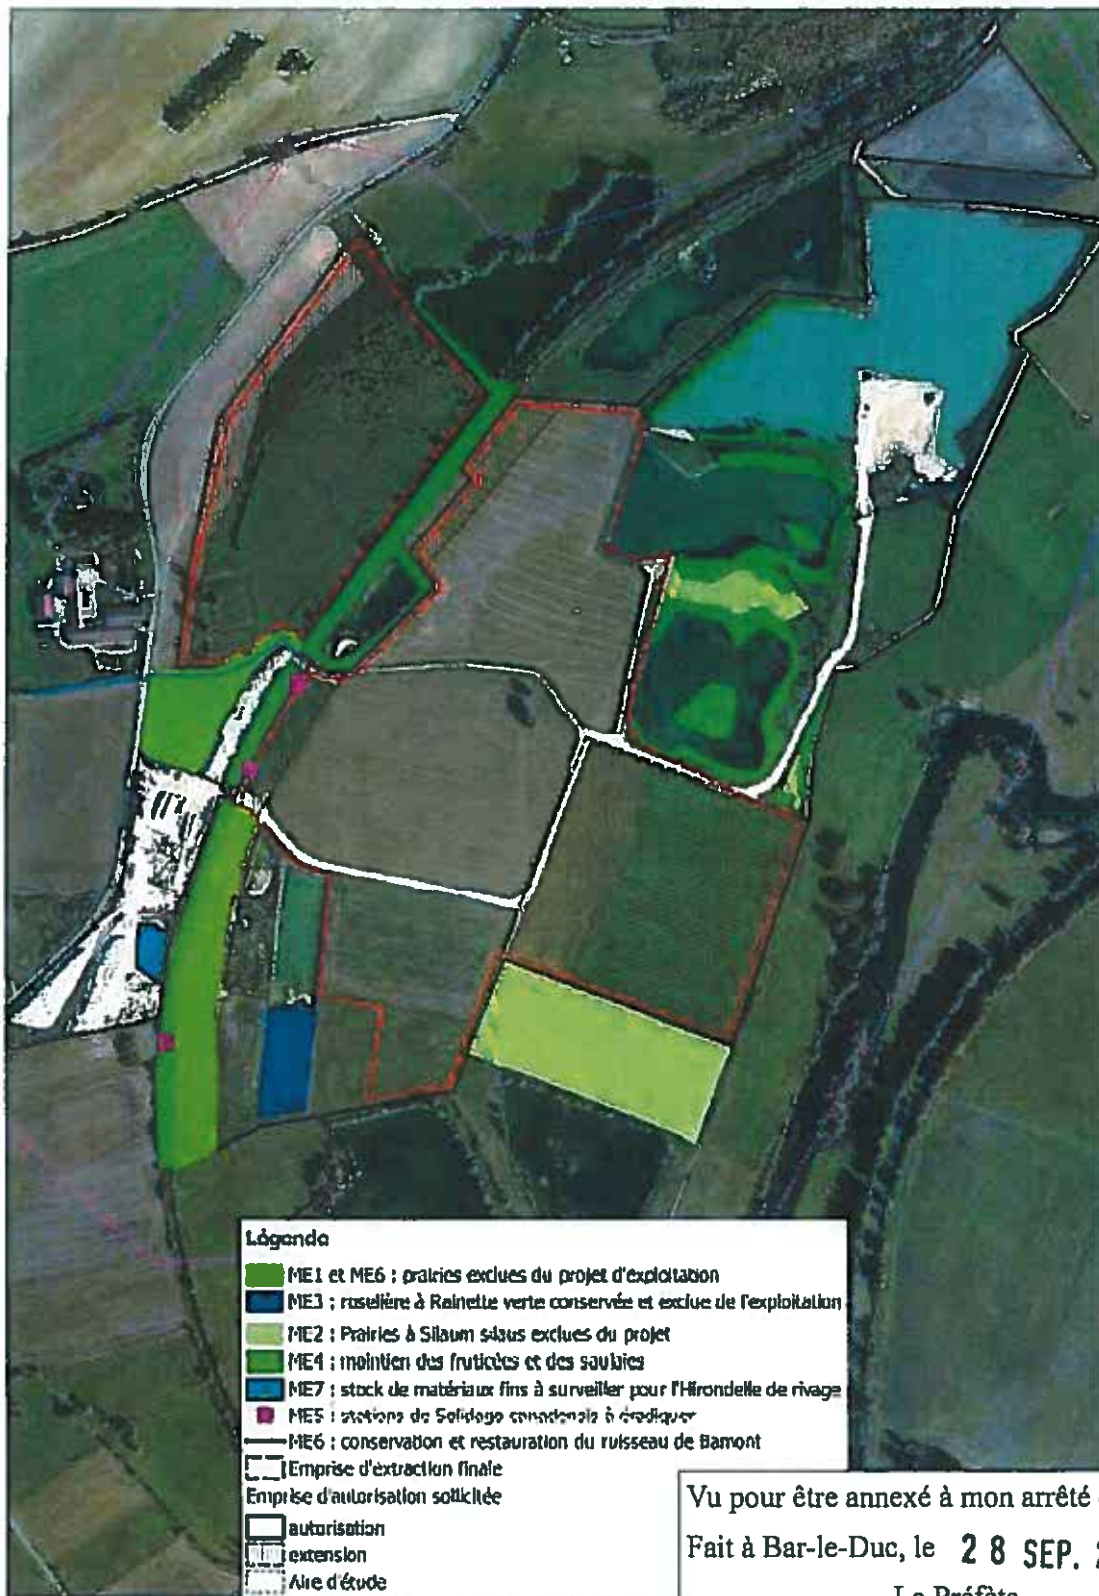 Légende
ME1 et ME6 : prairies exclues du projet d'exploitation
ME3 : roselière à Rainette verte conservée et exclue de l'exploitation
ME2 : Prairies à Silaum silaus exclues du projet
ME4 : maintien des fruticées et des saulaies
ME7 : stock de matériaux fins à surveiller pour l'Hirondelle de rivage
ME5 : stations de Solidago canadensis à éradiquer
ME6 : conservation et restauration du ruisseau de Bamont
Emprise d'extraction finale
Emprise d'autorisation sollicitée
autorisation
extension
Aire d'étude
Vu pour être annexé à mon arrêté
Fait à Bar-le-Duc, le 28 SEP.
La Préfète